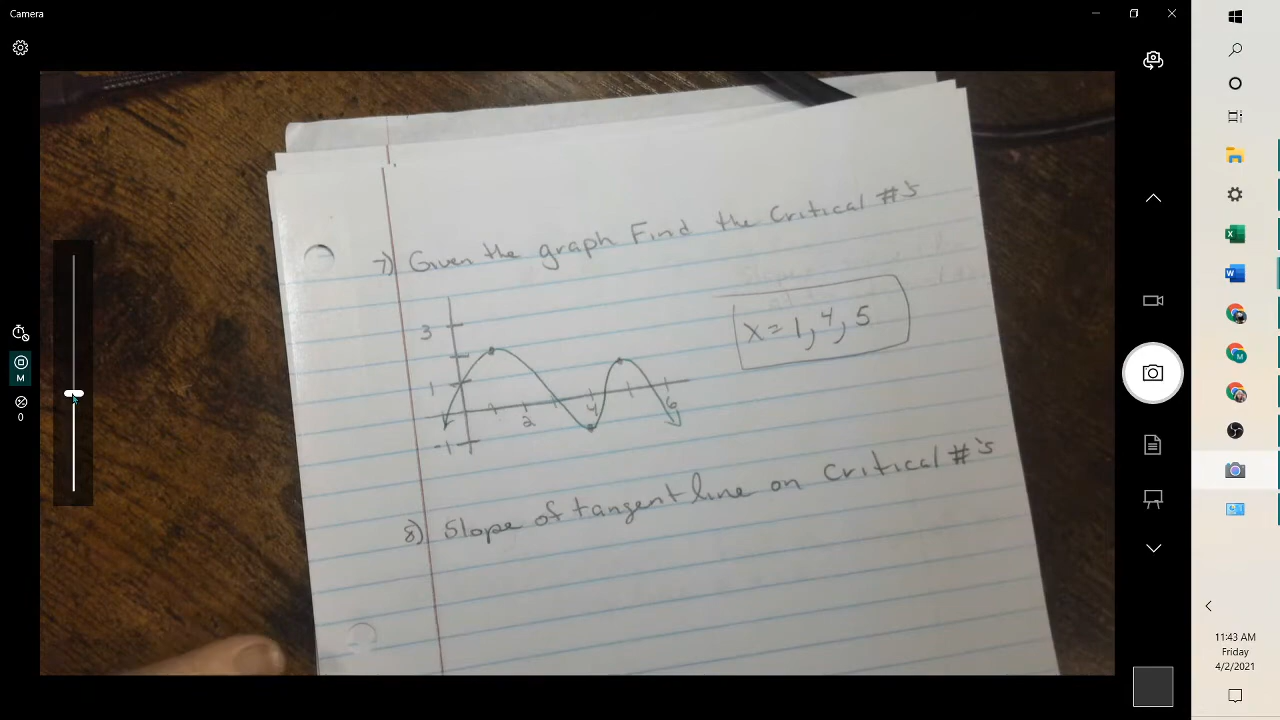 Camera
7) Given the graph Find the Critical #'s
3
1
-1
2
4
6
x = 1, 4, 5
8) Slope of tangent line on Critical #'s
M
0
11:43 AM
Friday
4/2/2021